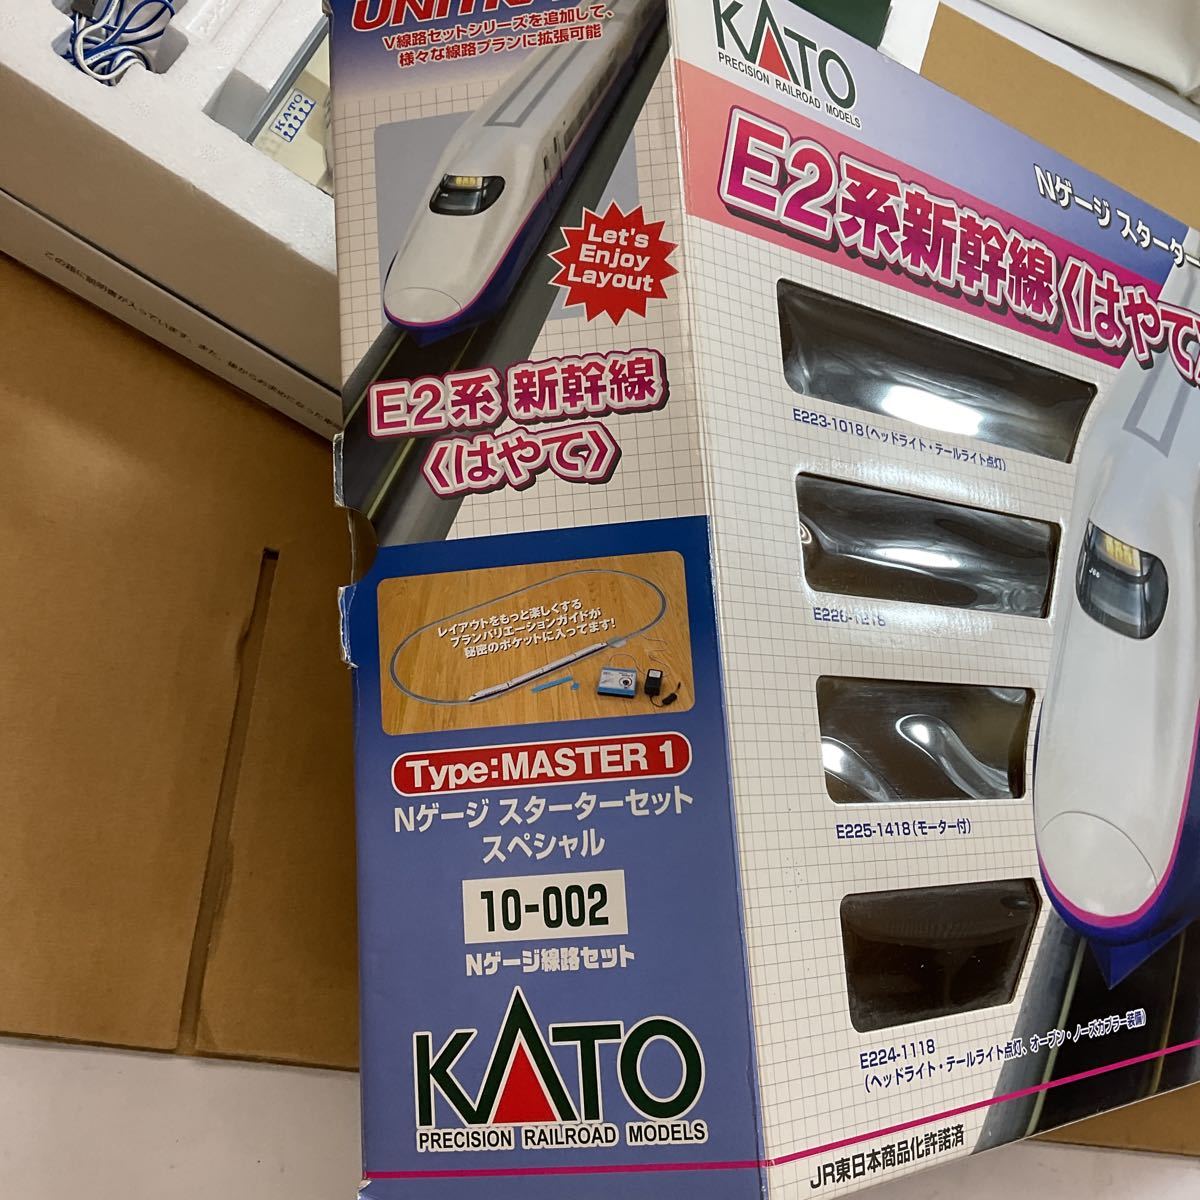 V線路セットシリーズを追加して、
様々な線路プランに拡張可能
Let's
Enjoy
Layout
E2系 新幹線
〈はやて〉
レイアウトをもっと楽しくする
プランバリエーションガイドが
秘密のポケットに入ってます!
Type:MASTER 1
Nゲージ スターターセット
スペシャル
10-002
Nゲージ線路セット
KATO
PRECISION RAILROAD MODELS
KATO
PRECISION RAILROAD MODELS
Nゲージ スターター
E2系新幹線〈はやて〉
E223-1018(ヘッドライト・テールライト点灯)
E226-1218
E225-1418(モーター付)
E224-1118
(ヘッドライト・テールライト点灯、オープン・ノーズカプラー装備)
JR東日本商品化許諾済
KATO